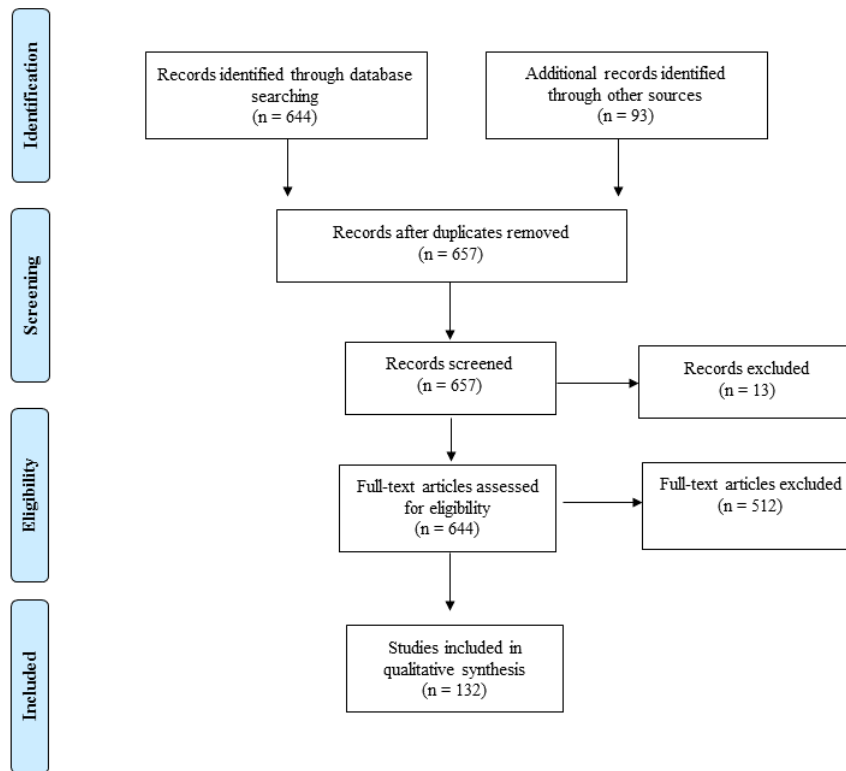 Identification
Records identified through database
searching
(n = 644)
Additional records identified
through other sources
(n = 93)
Screening
Records after duplicates removed
(n = 657)
Records screened
(n = 657)
Records excluded
(n = 13)
Eligibility
Full-text articles assessed
for eligibility
(n = 644)
Full-text articles excluded
(n = 512)
Included
Studies included in
qualitative synthesis
(n = 132)